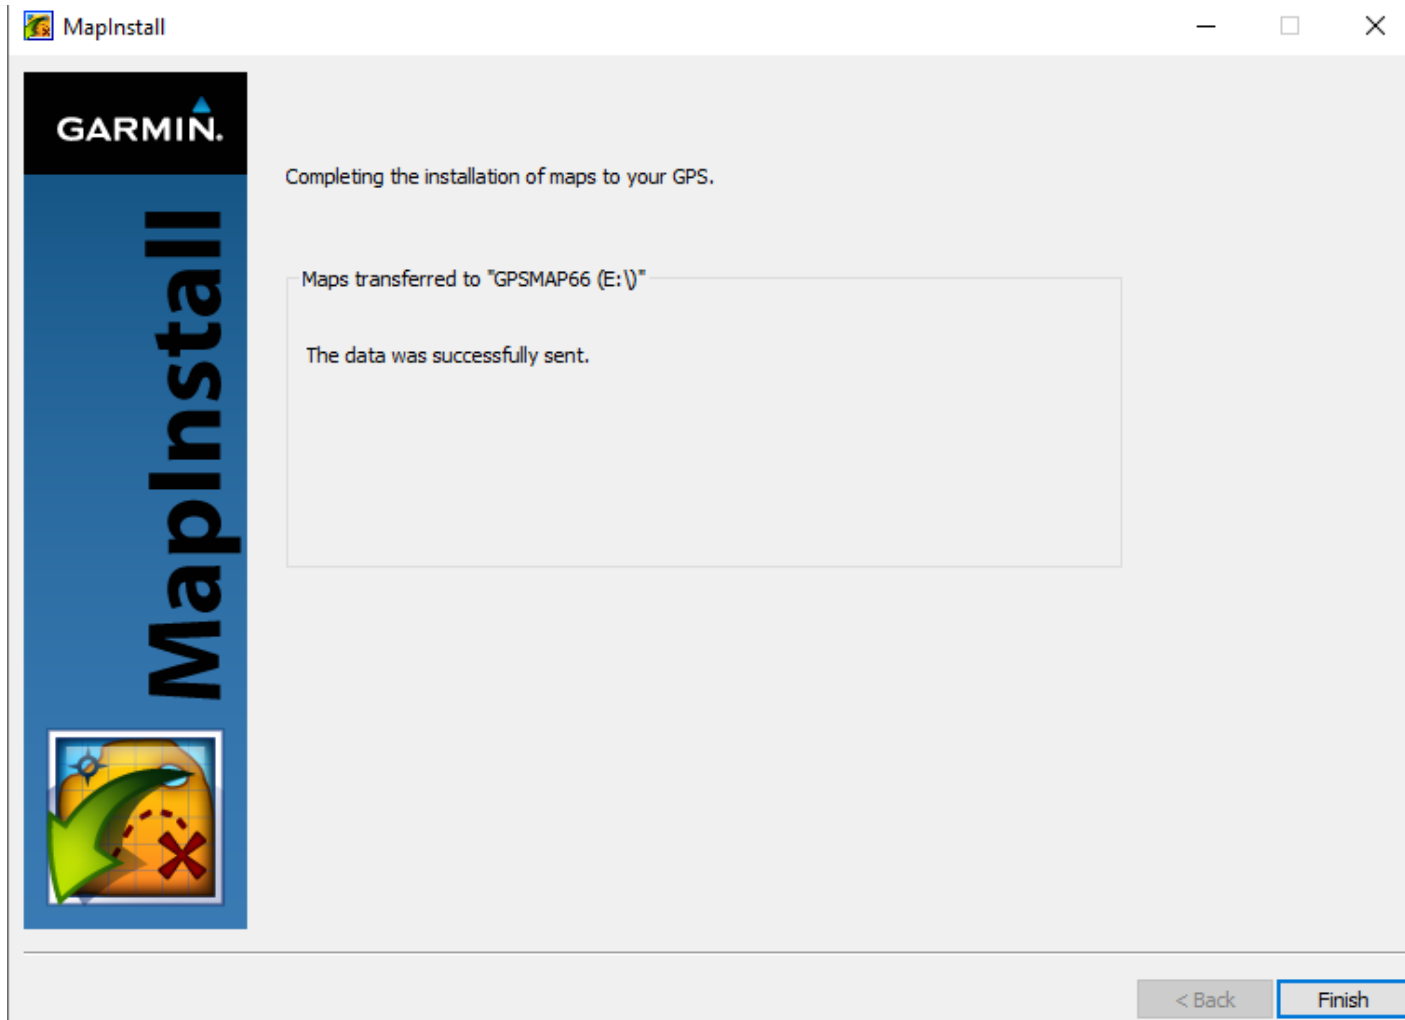 MapInstall
GARMIN.
MapInstall
Completing the installation of maps to your GPS.
Maps transferred to "GPSMAP66 (E:\)"
The data was successfully sent.
< Back
Finish